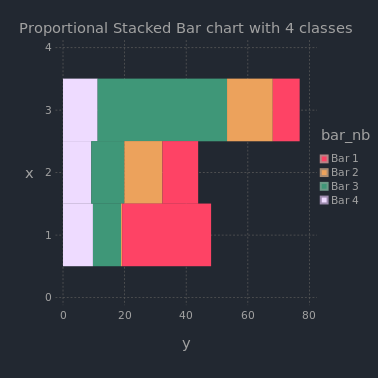 Proportional Stacked Bar chart with 4 classes
4
3
2
1
0
x
0 20 40 60 80
y
bar_nb
Bar 1
Bar 2
Bar 3
Bar 4